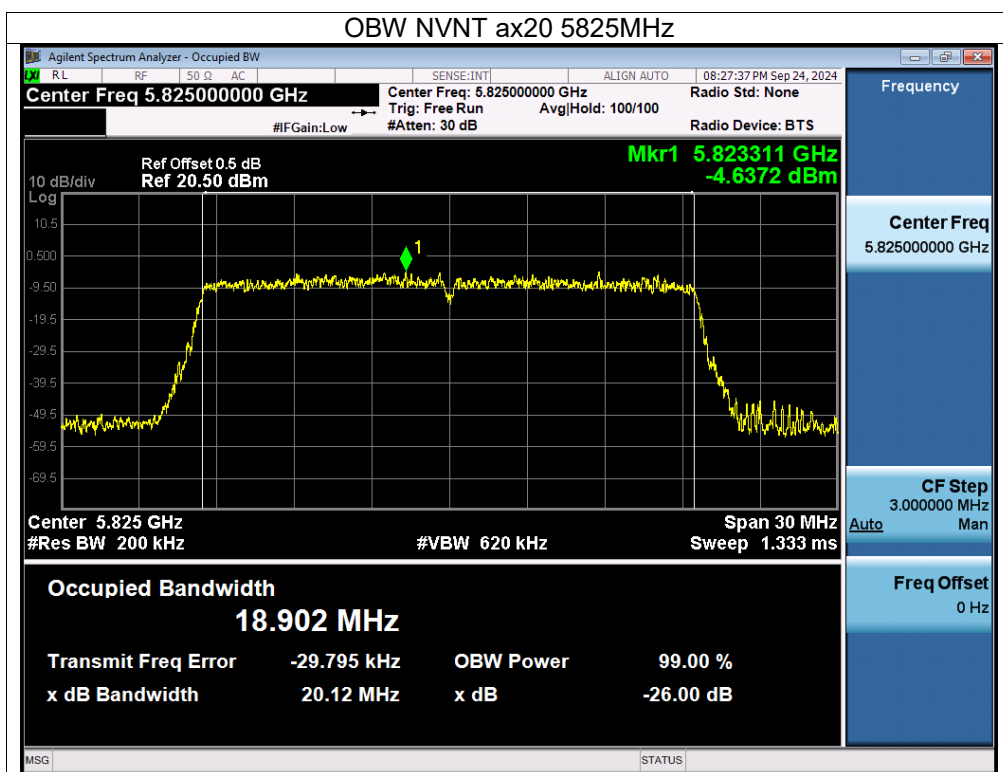 OBW NVNT ax20 5825MHz
Agilent Spectrum Analyzer - Occupied BW
LXI RL RF 50 Ω AC SENSE:INT ALIGN AUTO 08:27:37 PM Sep 24, 2024
Center Freq 5.825000000 GHz Center Freq: 5.825000000 GHz Radio Std: None
Trig: Free Run Avg|Hold: 100/100
#IFGain:Low #Atten: 30 dB Radio Device: BTS
Frequency
Ref Offset 0.5 dB Mkr1 5.823311 GHz
10 dB/div Ref 20.50 dBm -4.6372 dBm
Log
10.5
0.500
-9.50
-19.5
-29.5
-39.5
-49.5
-59.5
-69.5
1
Center 5.825 GHz Span 30 MHz
#Res BW 200 kHz #VBW 620 kHz Sweep 1.333 ms
Center Freq
5.825000000 GHz
CF Step
3.000000 MHz
Auto Man
Freq Offset
0 Hz
Occupied Bandwidth
18.902 MHz
Transmit Freq Error -29.795 kHz OBW Power 99.00 %
x dB Bandwidth 20.12 MHz x dB -26.00 dB
MSG STATUS